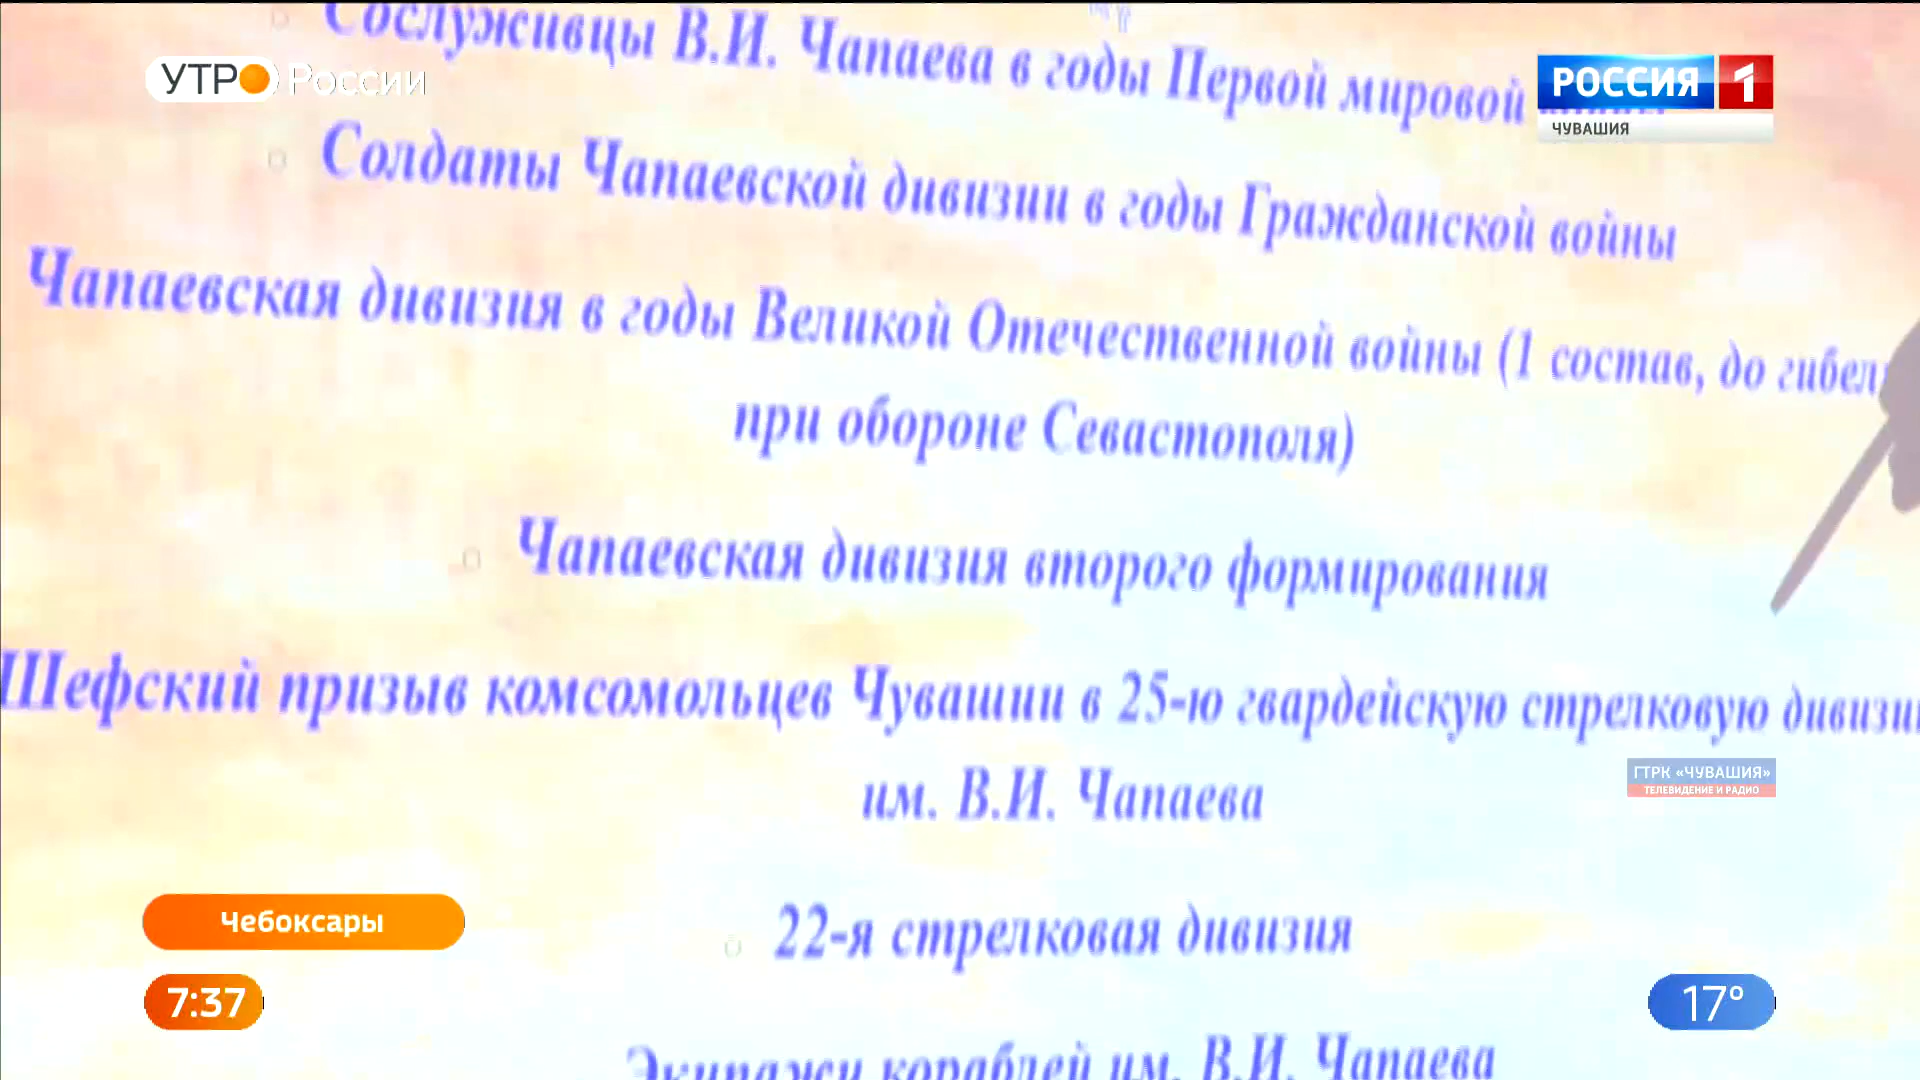 Сослуживцы В.И. Чапаева в годы Первой мировой
УТРО России
РОССИЯ 1
ЧУВАШИЯ
Солдаты Чапаевской дивизии в годы Гражданской войны
Чапаевская дивизия в годы Великой Отечественной войны (1 состав, до
при обороне Севастополя)
Чапаевская дивизия второго формирования
Шефский призыв комсомольцев Чувашии в 25-ю гвардейскую стрелковую
им. В.И. Чапаева
ГТРК «ЧУВАШИЯ»
ТЕЛЕВИДЕНИЕ И РАДИО
22-я стрелковая дивизия
Чебоксары
7:37
17°
Экипажи кораблей им. В.И. Чапаева